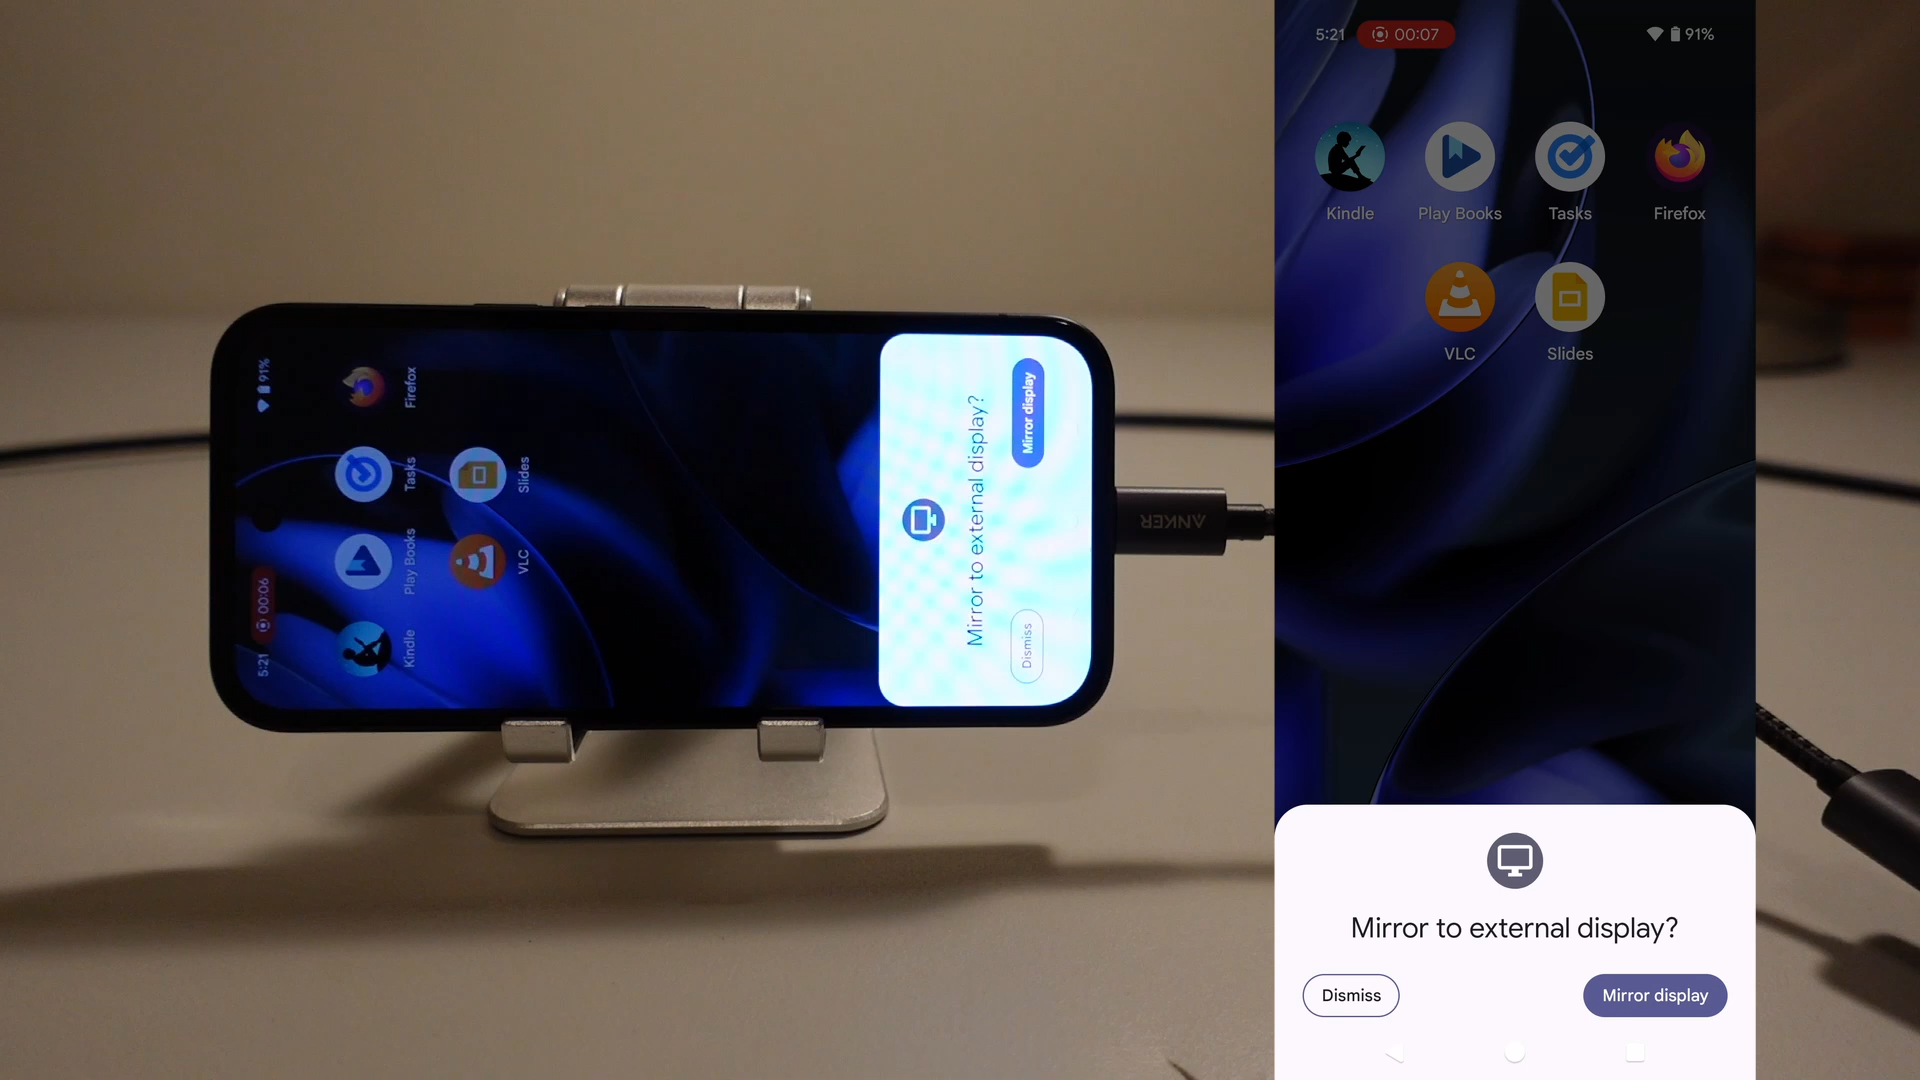 5:21 00:06 91%
Kindle Play Books Tasks Firefox
VLC Slides
Mirror to external display?
Dismiss Mirror display
ANKER
5:21 00:07 91%
Kindle Play Books Tasks Firefox
VLC Slides
Mirror to external display?
Dismiss Mirror display